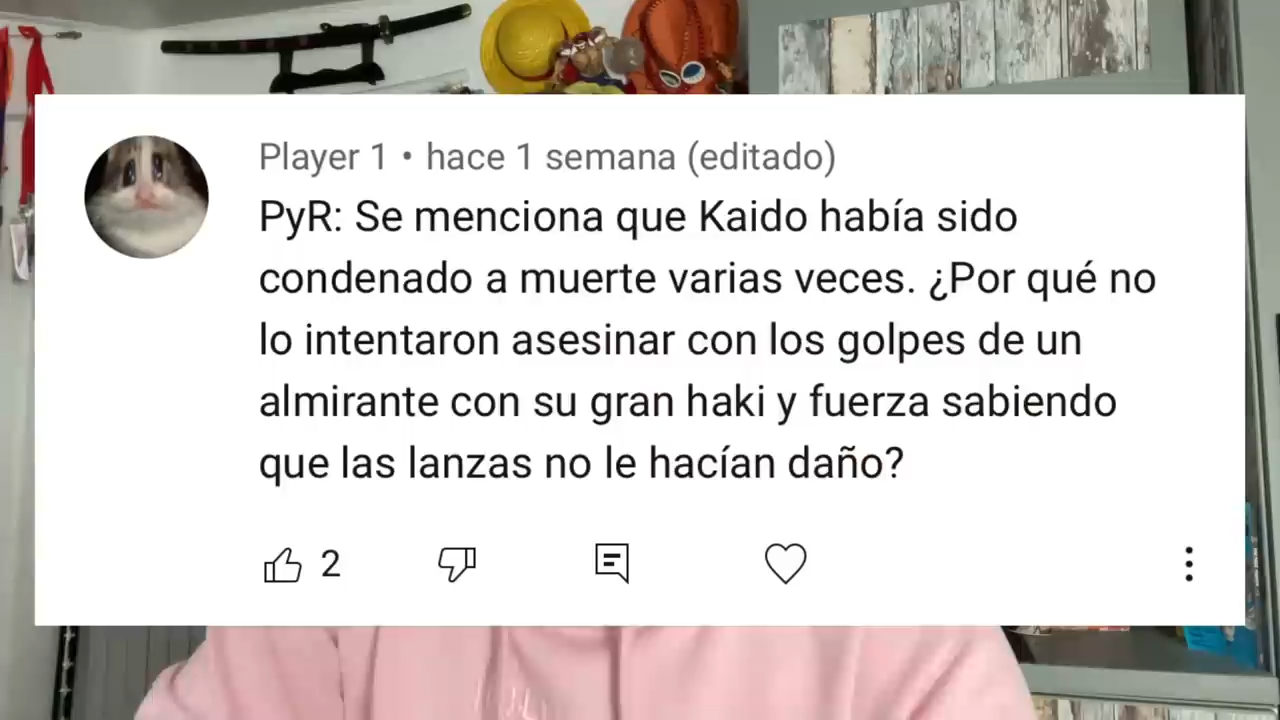 Player 1 • hace 1 semana (editado)
PyR: Se menciona que Kaido había sido
condenado a muerte varias veces. ¿Por qué no
lo intentaron asesinar con los golpes de un
almirante con su gran haki y fuerza sabiendo
que las lanzas no le hacían daño?
2